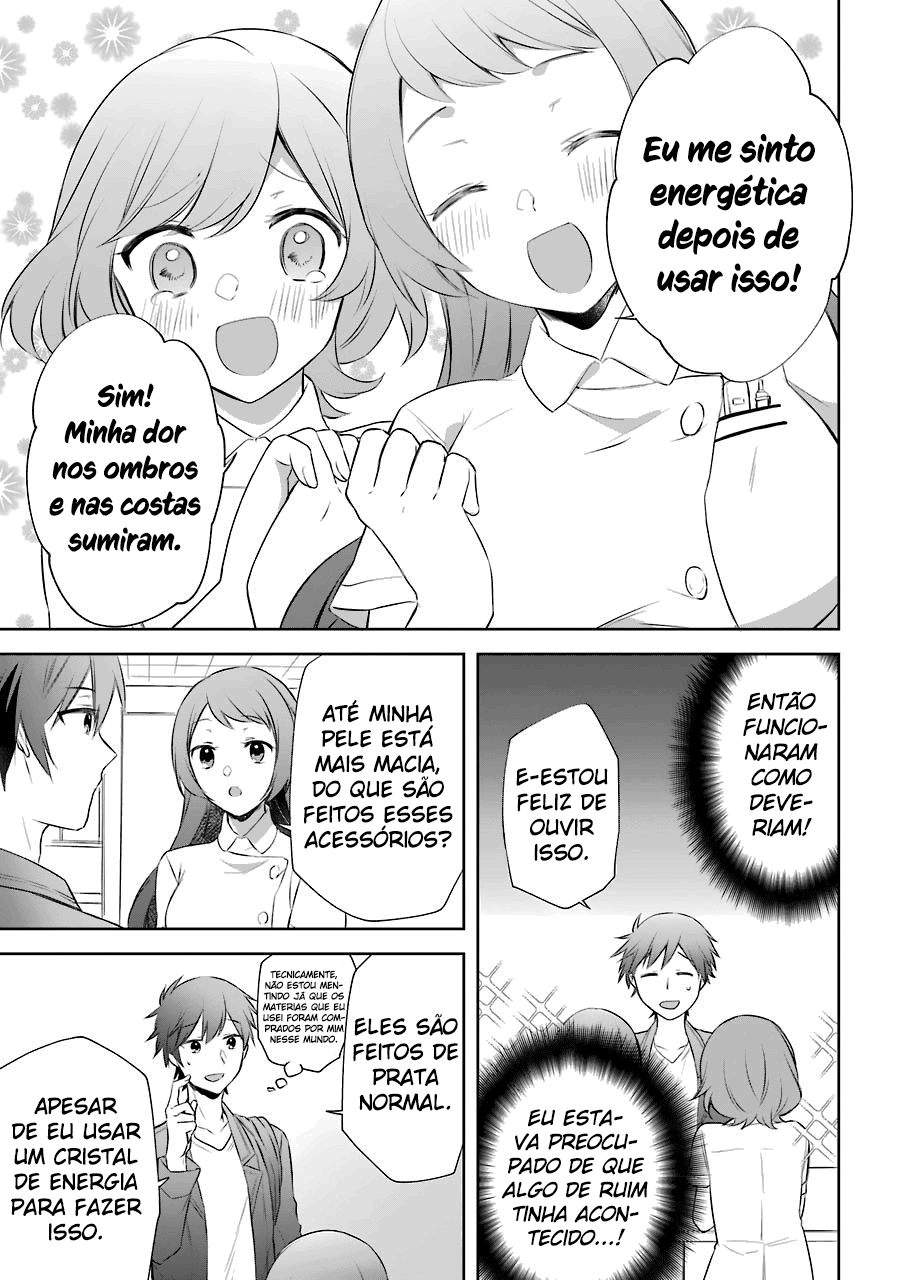 Eu me sinto
energética
depois de
usar isso!
Sim!
Minha dor
nos ombros
e nas costas
sumiram.
ENTÃO
FUNCIO-
NARAM
COMO
DEVE-
RIAM!
E-ESTOU
FELIZ DE
OUVIR
ISSO.
EU ESTA-
VA PREOCU-
PADO DE QUE
ALGO DE RUIM
TINHA ACON-
TECIDO...!
ATÉ MINHA
PELE ESTÁ
MAIS MACIA,
DO QUE SÃO
FEITOS ESSES
ACESSÓRIOS?
ELES SÃO
FEITOS DE
PRATA
NORMAL.
TECNICAMENTE,
NÃO ESTOU MEN-
TINDO JÁ QUE OS
MATERIAS QUE EU
USEI FORAM COM-
PRADOS POR MIM
NESSE MUNDO.
APESAR
DE EU USAR
UM CRISTAL
DE ENERGIA
PARA FAZER
ISSO.